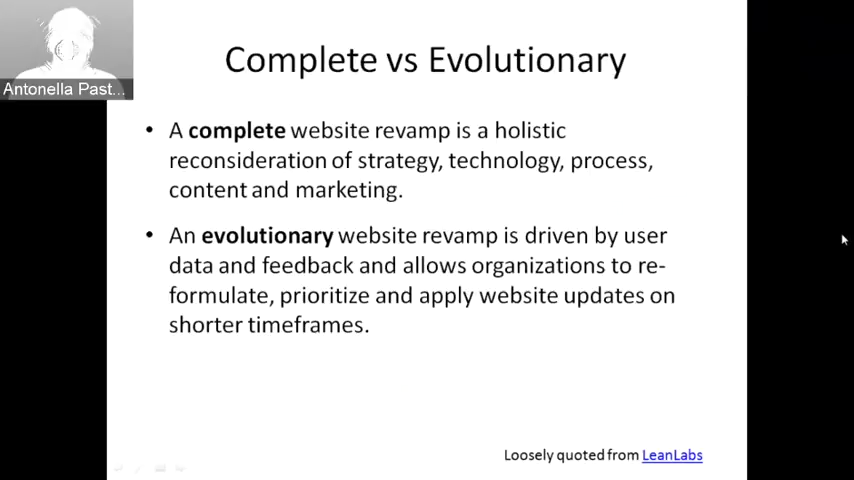 Antonella Past...
Complete vs Evolutionary
• A complete website revamp is a holistic
reconsideration of strategy, technology, process,
content and marketing.
• An evolutionary website revamp is driven by user
data and feedback and allows organizations to re-
formulate, prioritize and apply website updates on
shorter timeframes.
Loosely quoted from LeanLabs